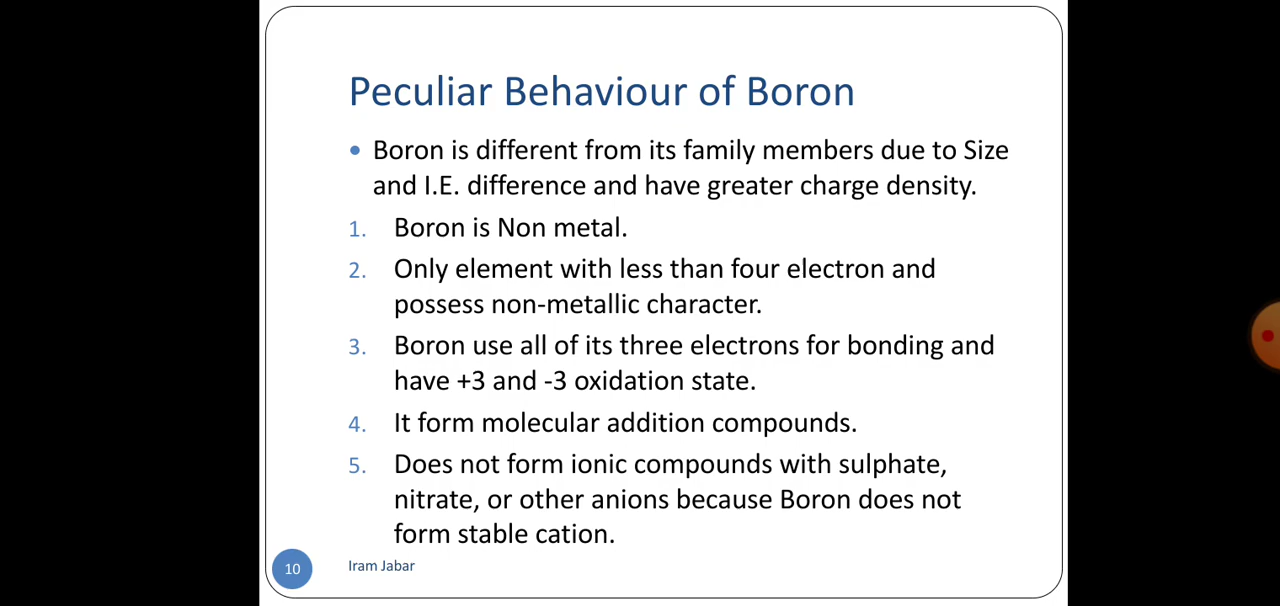 Peculiar Behaviour of Boron
• Boron is different from its family members due to Size
and I.E. difference and have greater charge density.
1. Boron is Non metal.
2. Only element with less than four electron and
possess non-metallic character.
3. Boron use all of its three electrons for bonding and
have +3 and -3 oxidation state.
4. It form molecular addition compounds.
5. Does not form ionic compounds with sulphate,
nitrate, or other anions because Boron does not
form stable cation.
10 Iram Jabar